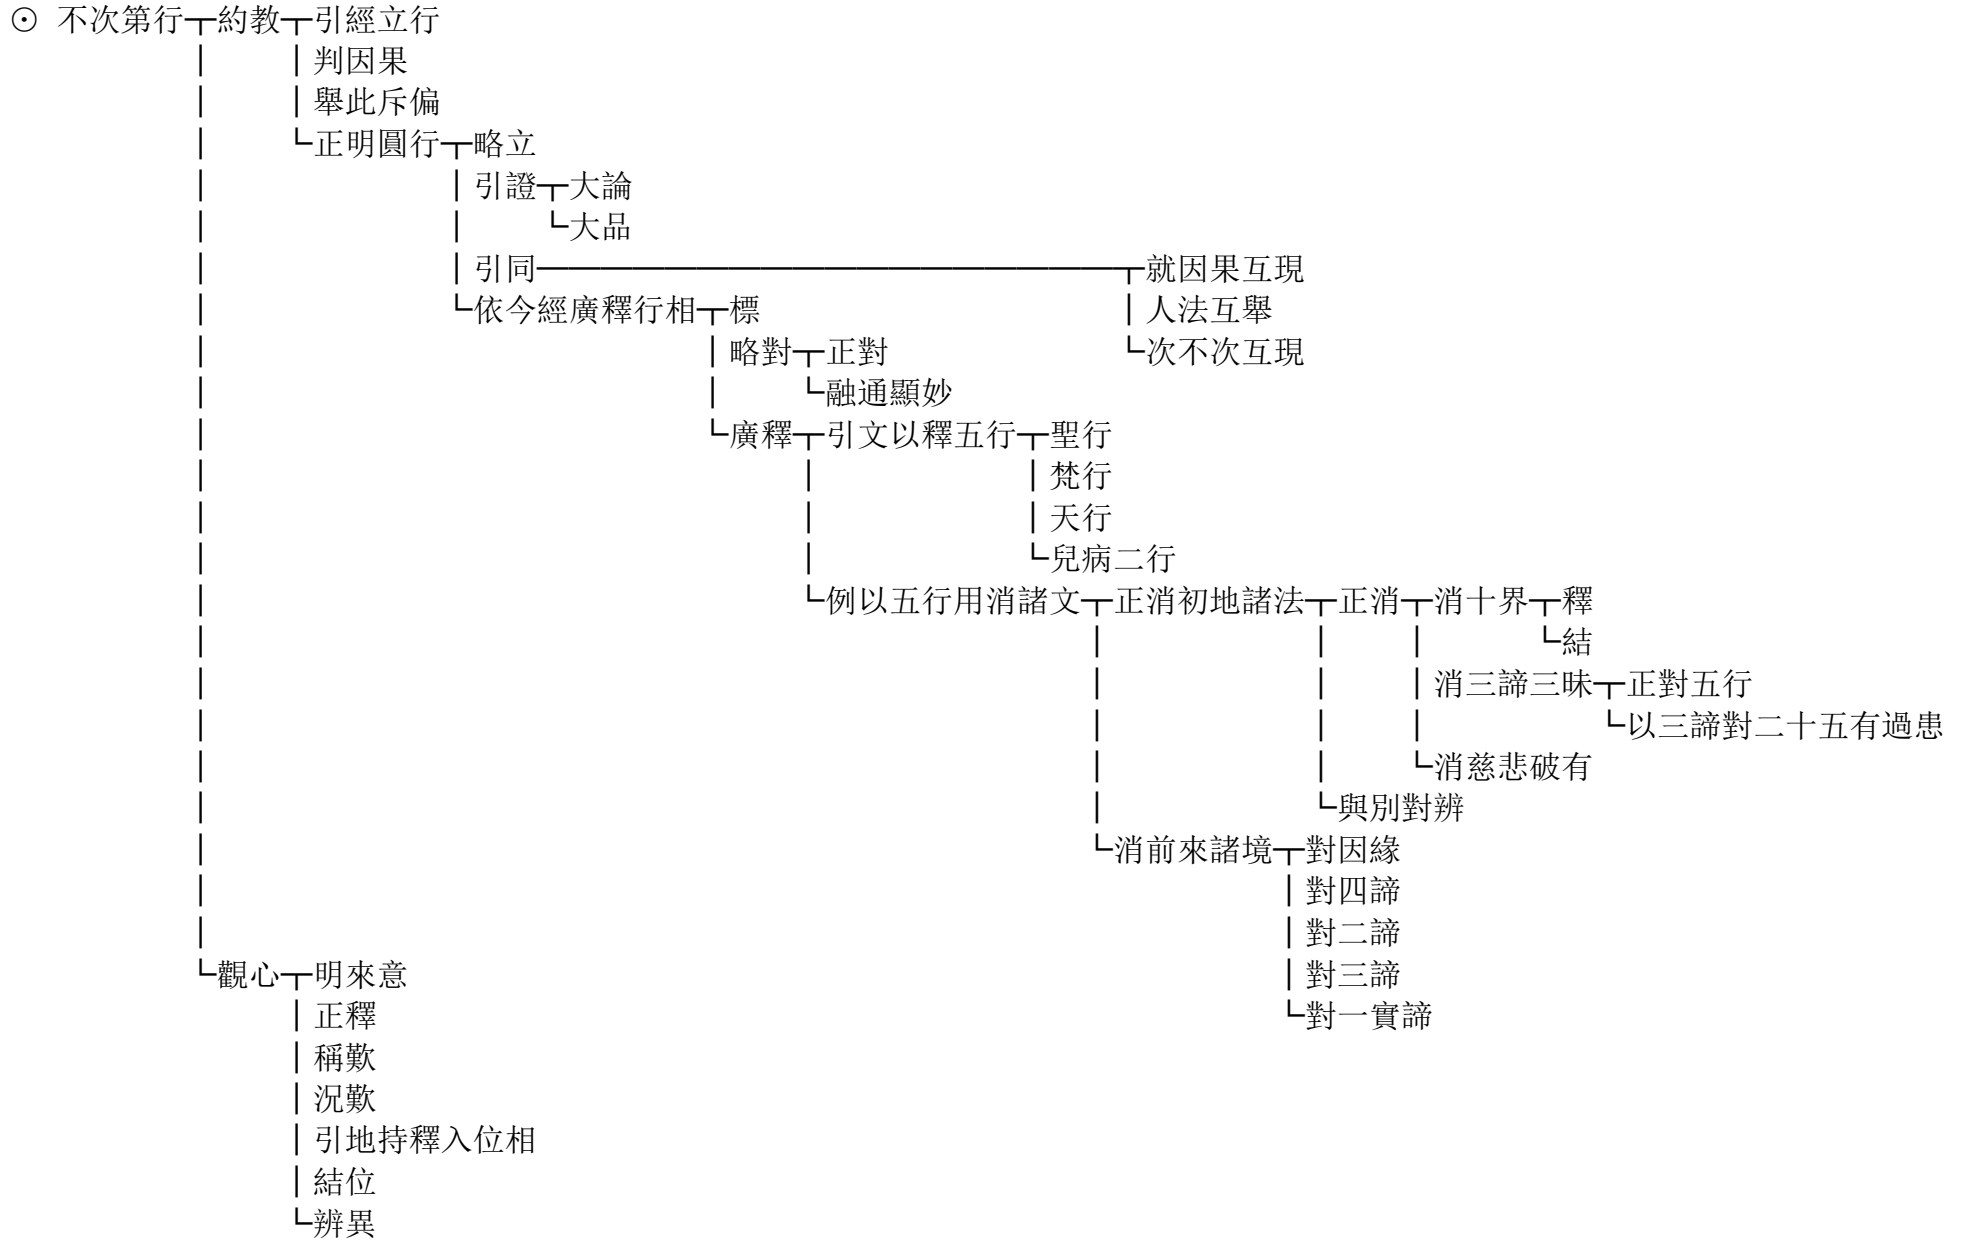 ⊙ 不次第行┬約教┬引經立行
│ │判因果
│ │舉此斥偏
│ └正明圓行┬略立
│ │引證┬大論
│ │ └大品
│ │引同──────────────────┬就因果互現
│ └依今經廣釋行相┬標 │人法互舉
│ │略對┬正對 └次不次互現
│ │ └融通顯妙
│ └廣釋┬引文以釋五行┬聖行
│ │ │梵行
│ │ │天行
│ │ └兒病二行
│ └例以五行用消諸文┬正消初地諸法┬正消┬消十界┬釋
│ │ │ │ └結
│ │ │ │消三諦三昧┬正對五行
│ │ │ │ └以三諦對二十五有過患
│ │ │ └消慈悲破有
│ │ └與別對辨
│ └消前來諸境┬對因緣
│ │對四諦
│ │對二諦
└觀心┬明來意 │對三諦
│正釋 └對一實諦
│稱歎
│況歎
│引地持釋入位相
│結位
└辨異